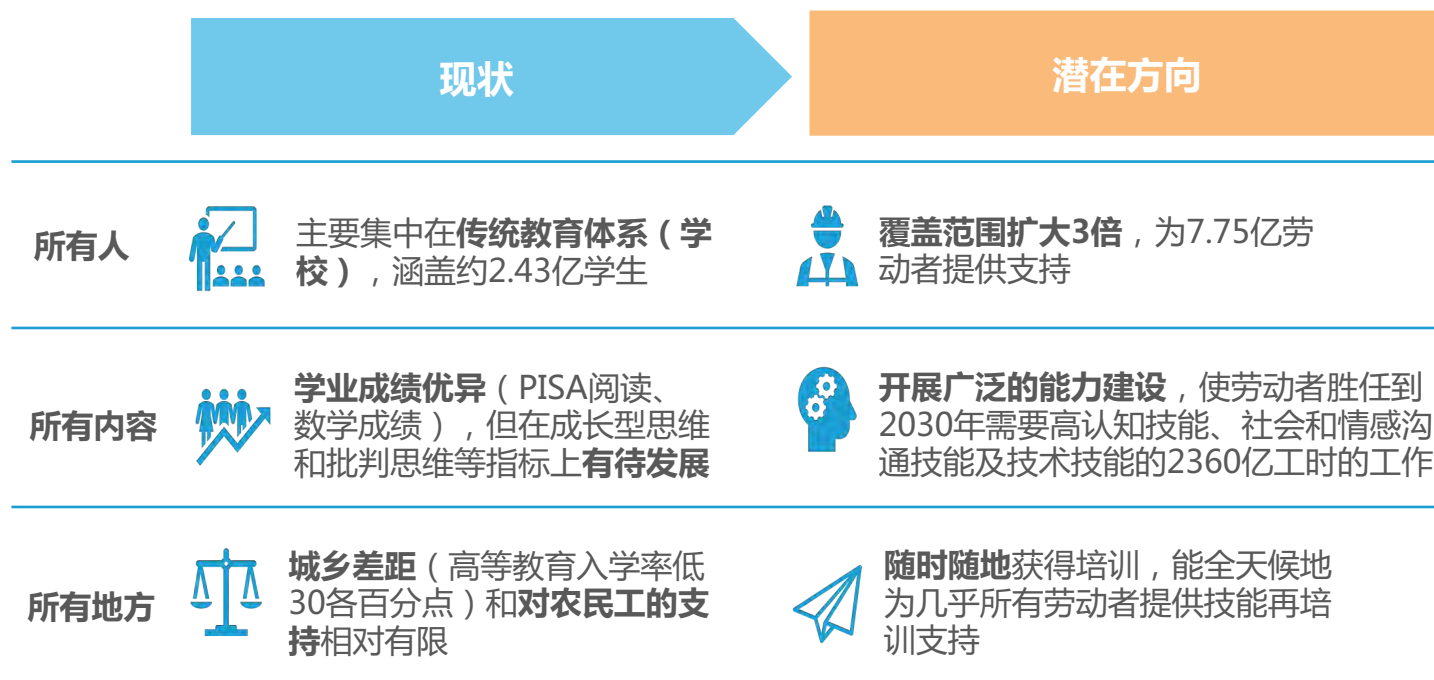 现状
潜在方向
所有人
主要集中在传统教育体系（学
校），涵盖约2.43亿学生
覆盖范围扩大3倍，为7.75亿劳
动者提供支持
所有内容
学业成绩优异（PISA阅读、
数学成绩），但在成长型思维
和批判思维等指标上有待发展
开展广泛的能力建设，使劳动者胜任到
2030年需要高认知技能、社会和情感沟
通技能及技术技能的2360亿工时的工作
所有地方
城乡差距（高等教育入学率低
30各百分点）和对农民工的支
持相对有限
随时随地获得培训，能全天候地
为几乎所有劳动者提供技能再培
训支持